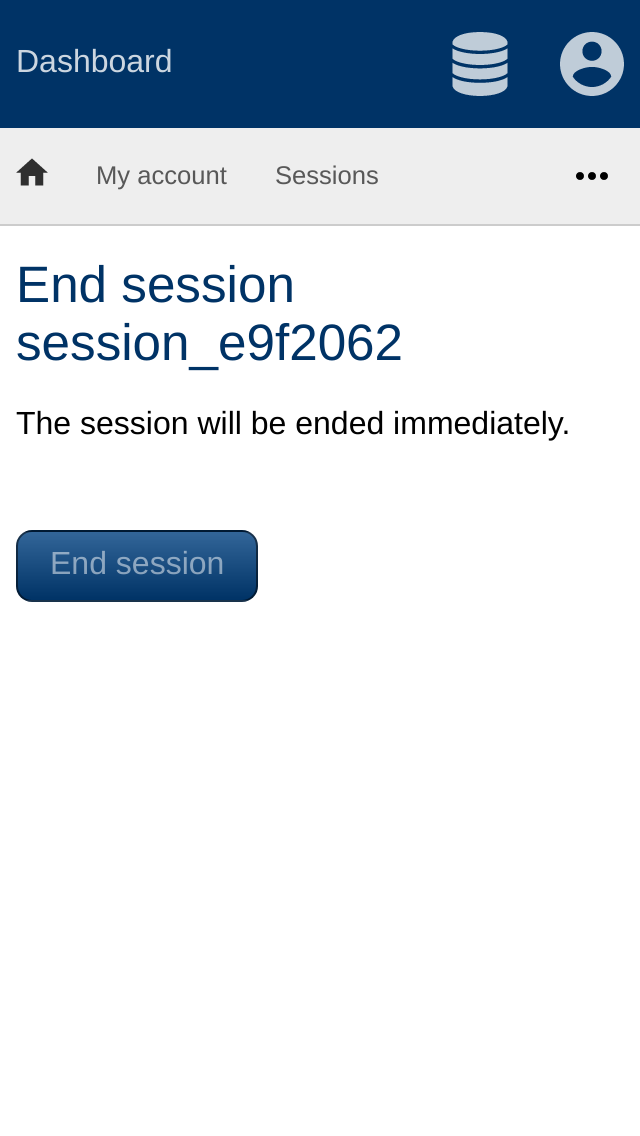 Dashboard
My account Sessions
End session
session_e9f2062
The session will be ended immediately.
End session